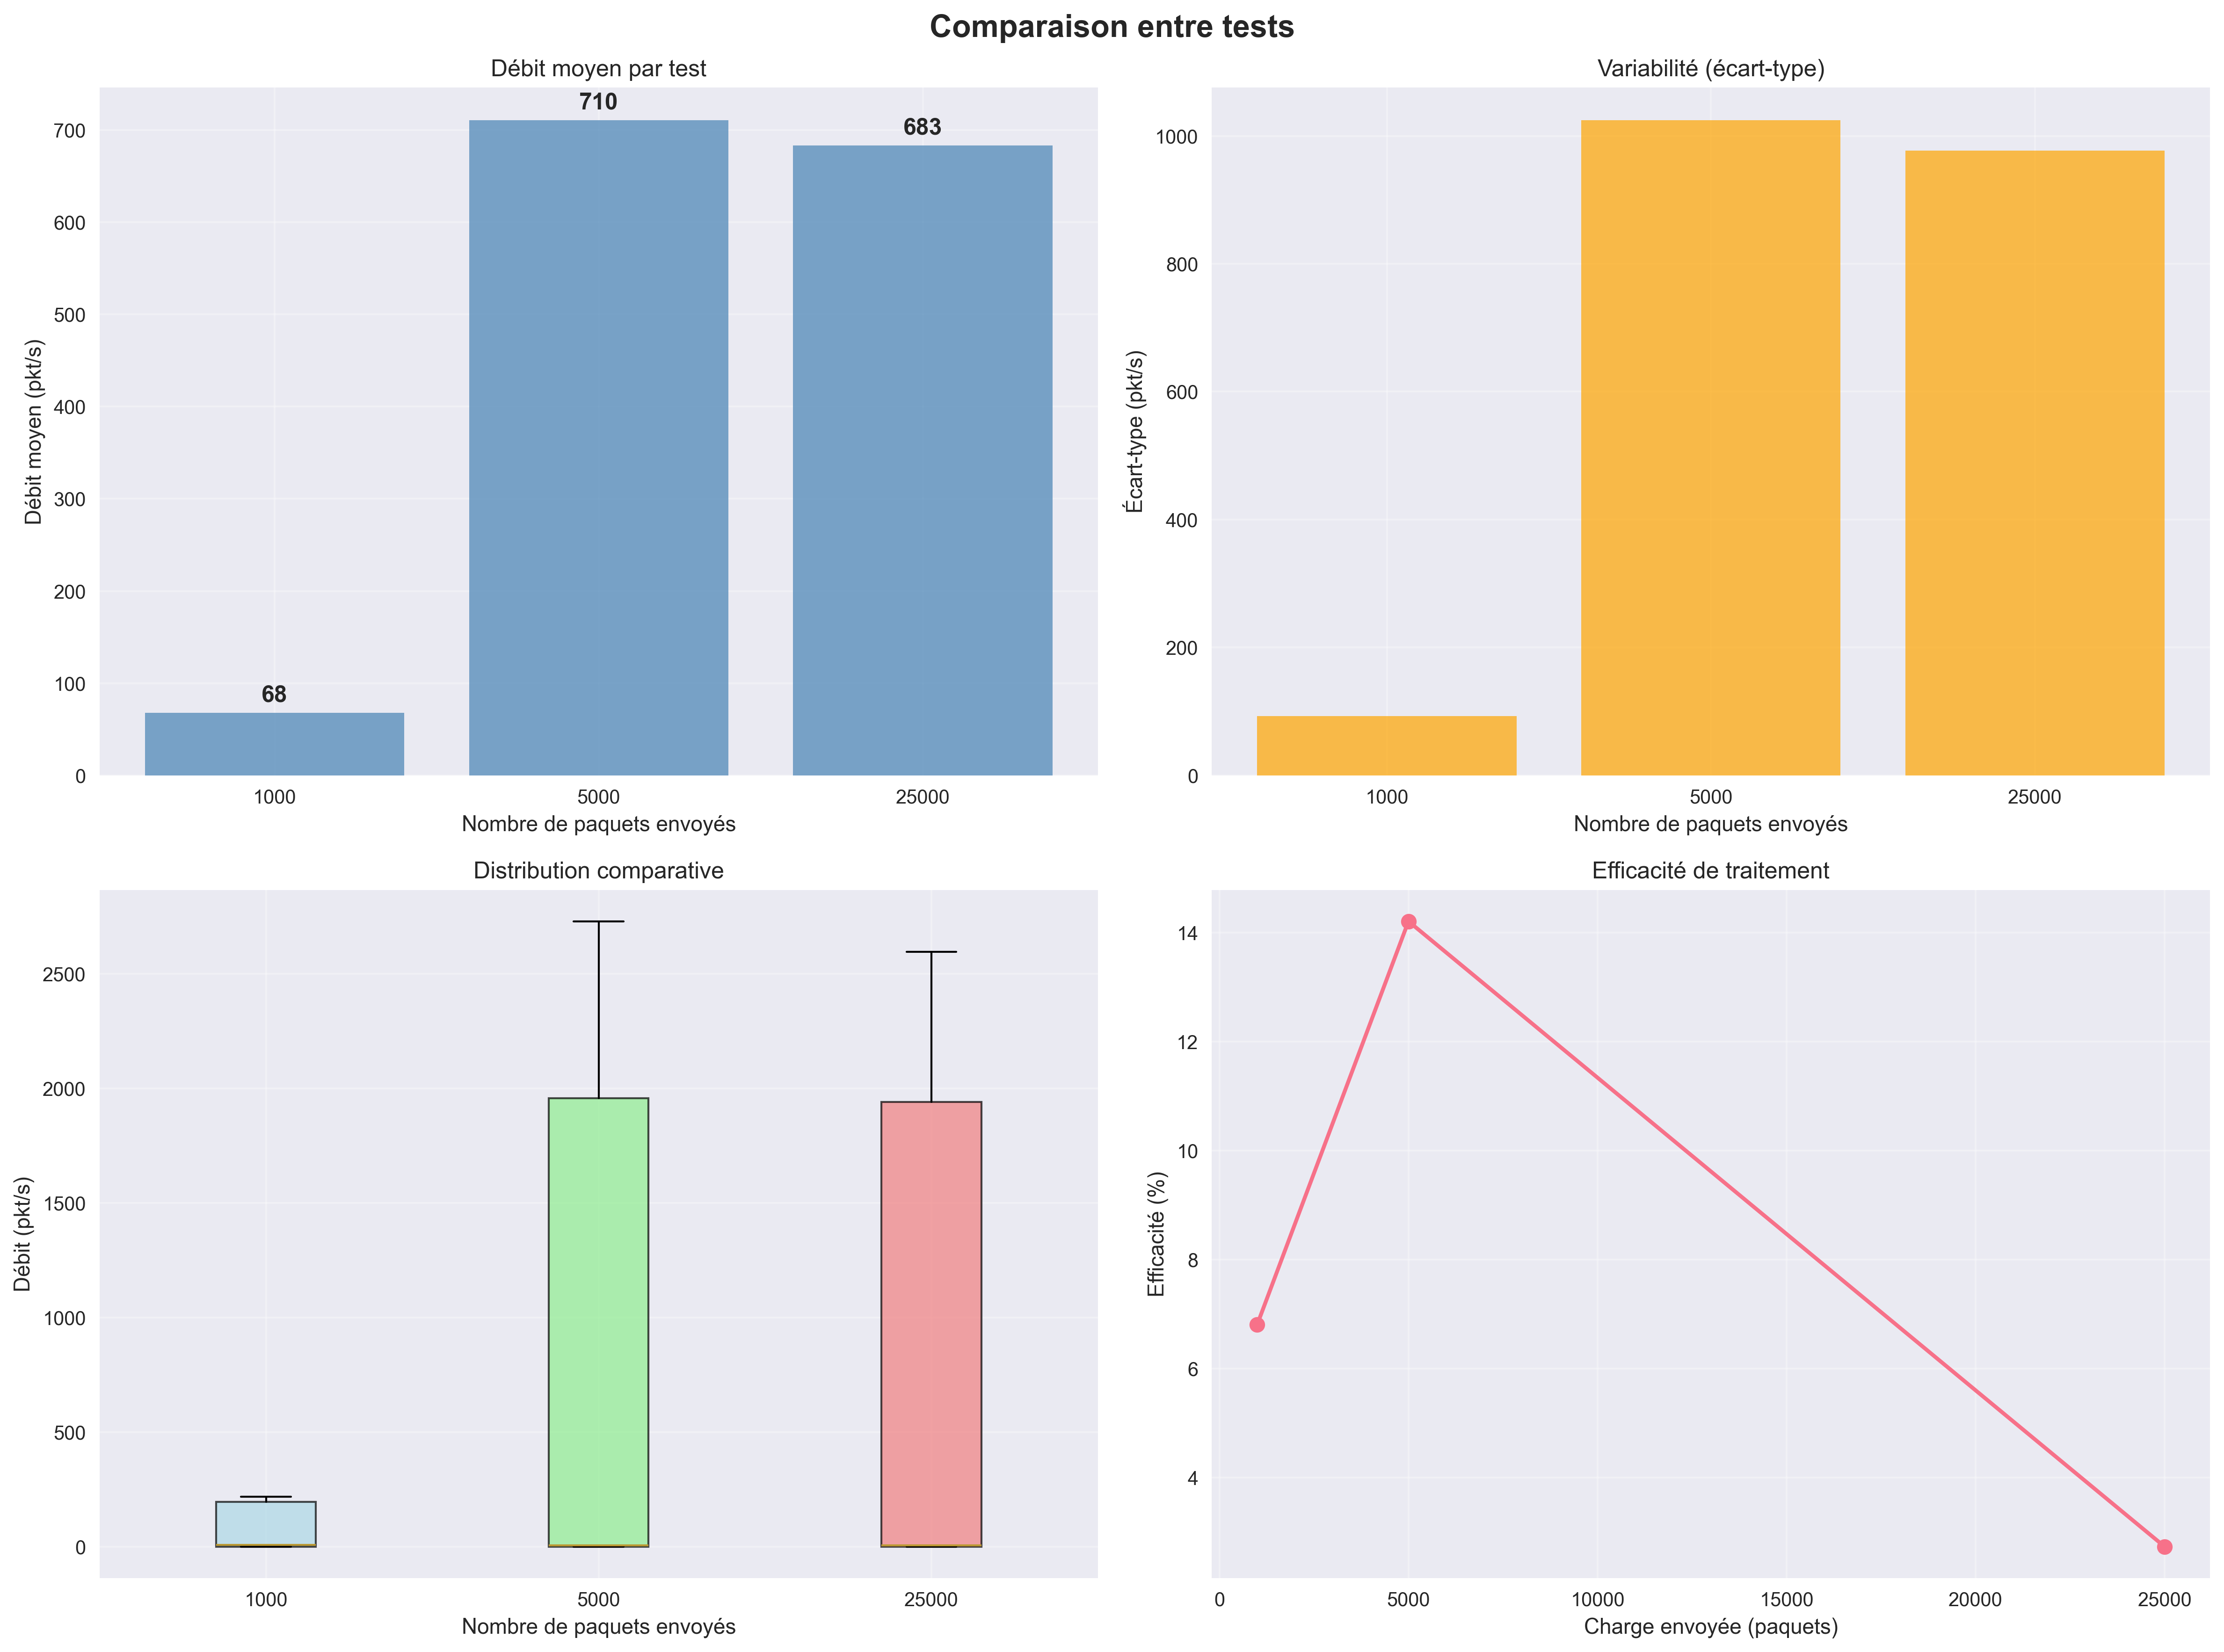 Comparaison entre tests
Débit moyen par test
Débit moyen (pkt/s)
700
600
500
400
300
200
100
0
68
710
683
1000 5000 25000
Nombre de paquets envoyés
Variabilité (écart-type)
Écart-type (pkt/s)
1000
800
600
400
200
0
1000 5000 25000
Nombre de paquets envoyés
Distribution comparative
Débit (pkt/s)
2500
2000
1500
1000
500
0
1000 5000 25000
Nombre de paquets envoyés
Efficacité de traitement
Efficacité (%)
14
12
10
8
6
4
0 5000 10000 15000 20000 25000
Charge envoyée (paquets)